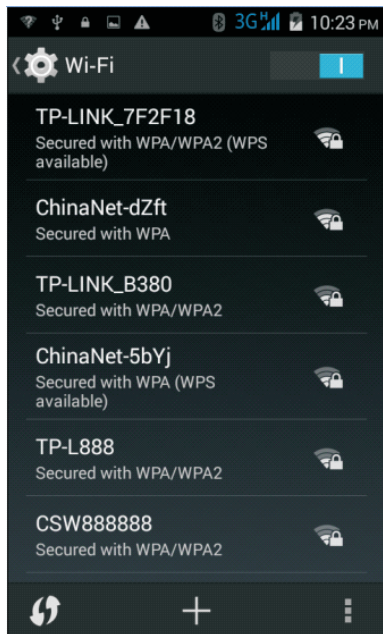 3G H 10:23 PM
Wi-Fi
TP-LINK_7F2F18
Secured with WPA/WPA2 (WPS
available)
ChinaNet-dZft
Secured with WPA
TP-LINK_B380
Secured with WPA/WPA2
ChinaNet-5bYj
Secured with WPA (WPS
available)
TP-L888
Secured with WPA/WPA2
CSW888888
Secured with WPA/WPA2